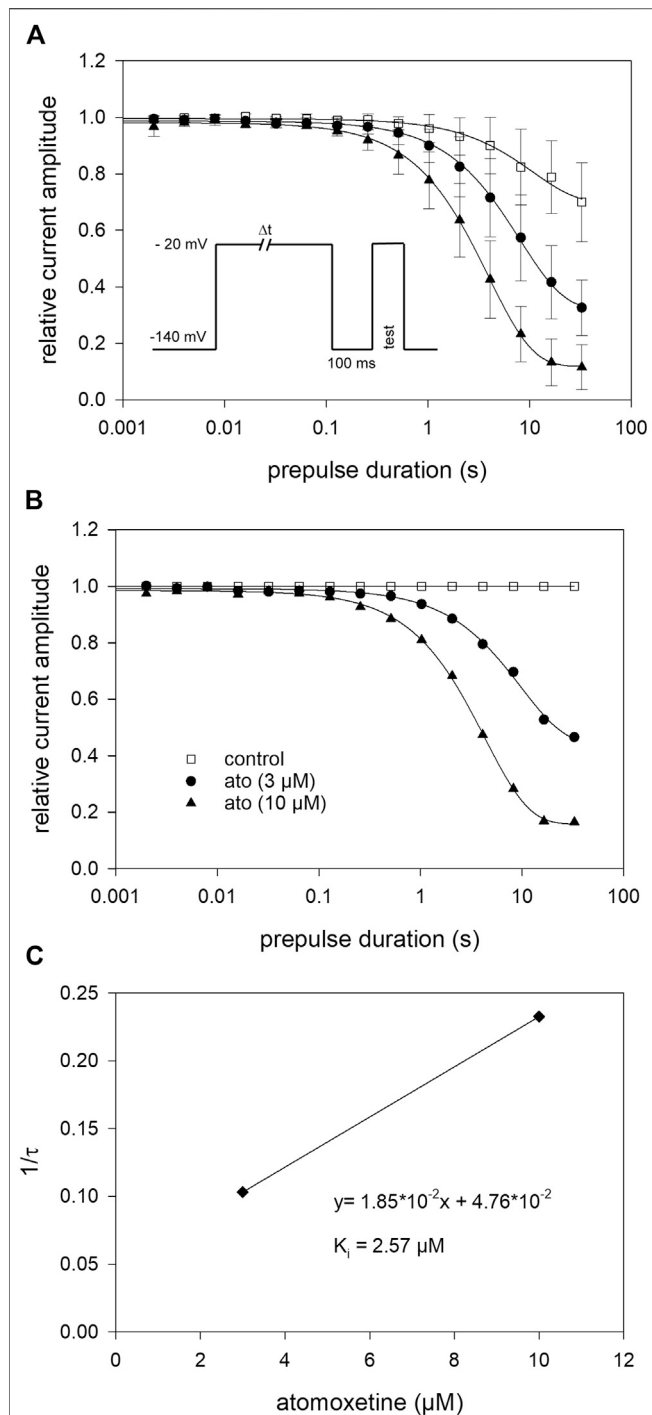 A
1.2
1.0
0.8
0.6
0.4
0.2
0.0
relative current amplitude
Δt
- 20 mV
-140 mV
100 ms
test
0.001 0.01 0.1 1 10 100
prepulse duration (s)
B
1.2
1.0
0.8
0.6
0.4
0.2
0.0
relative current amplitude
control
ato (3 µM)
ato (10 µM)
0.001 0.01 0.1 1 10 100
prepulse duration (s)
C
0.25
0.20
0.15
0.10
0.05
0.00
1/τ
y= 1.85*10⁻²x + 4.76*10⁻²
Kᵢ = 2.57 µM
0 2 4 6 8 10 12
atomoxetine (µM)